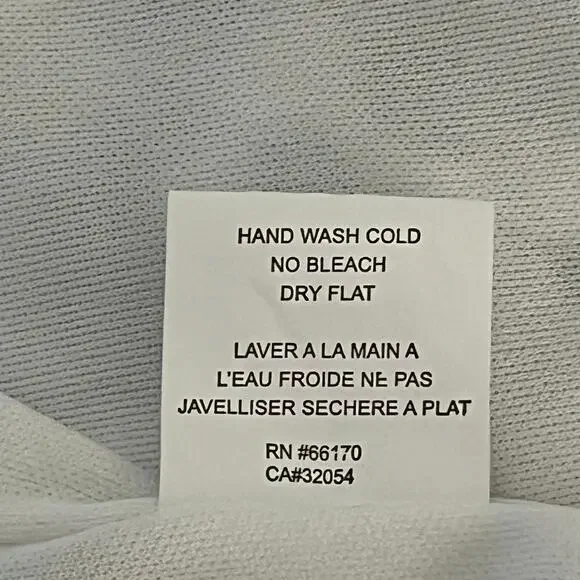 HAND WASH COLD
NO BLEACH
DRY FLAT
LAVER A LA MAIN A
L'EAU FROIDE NE PAS
JAVELLISER SECHERE A PLAT
RN #66170
CA#32054